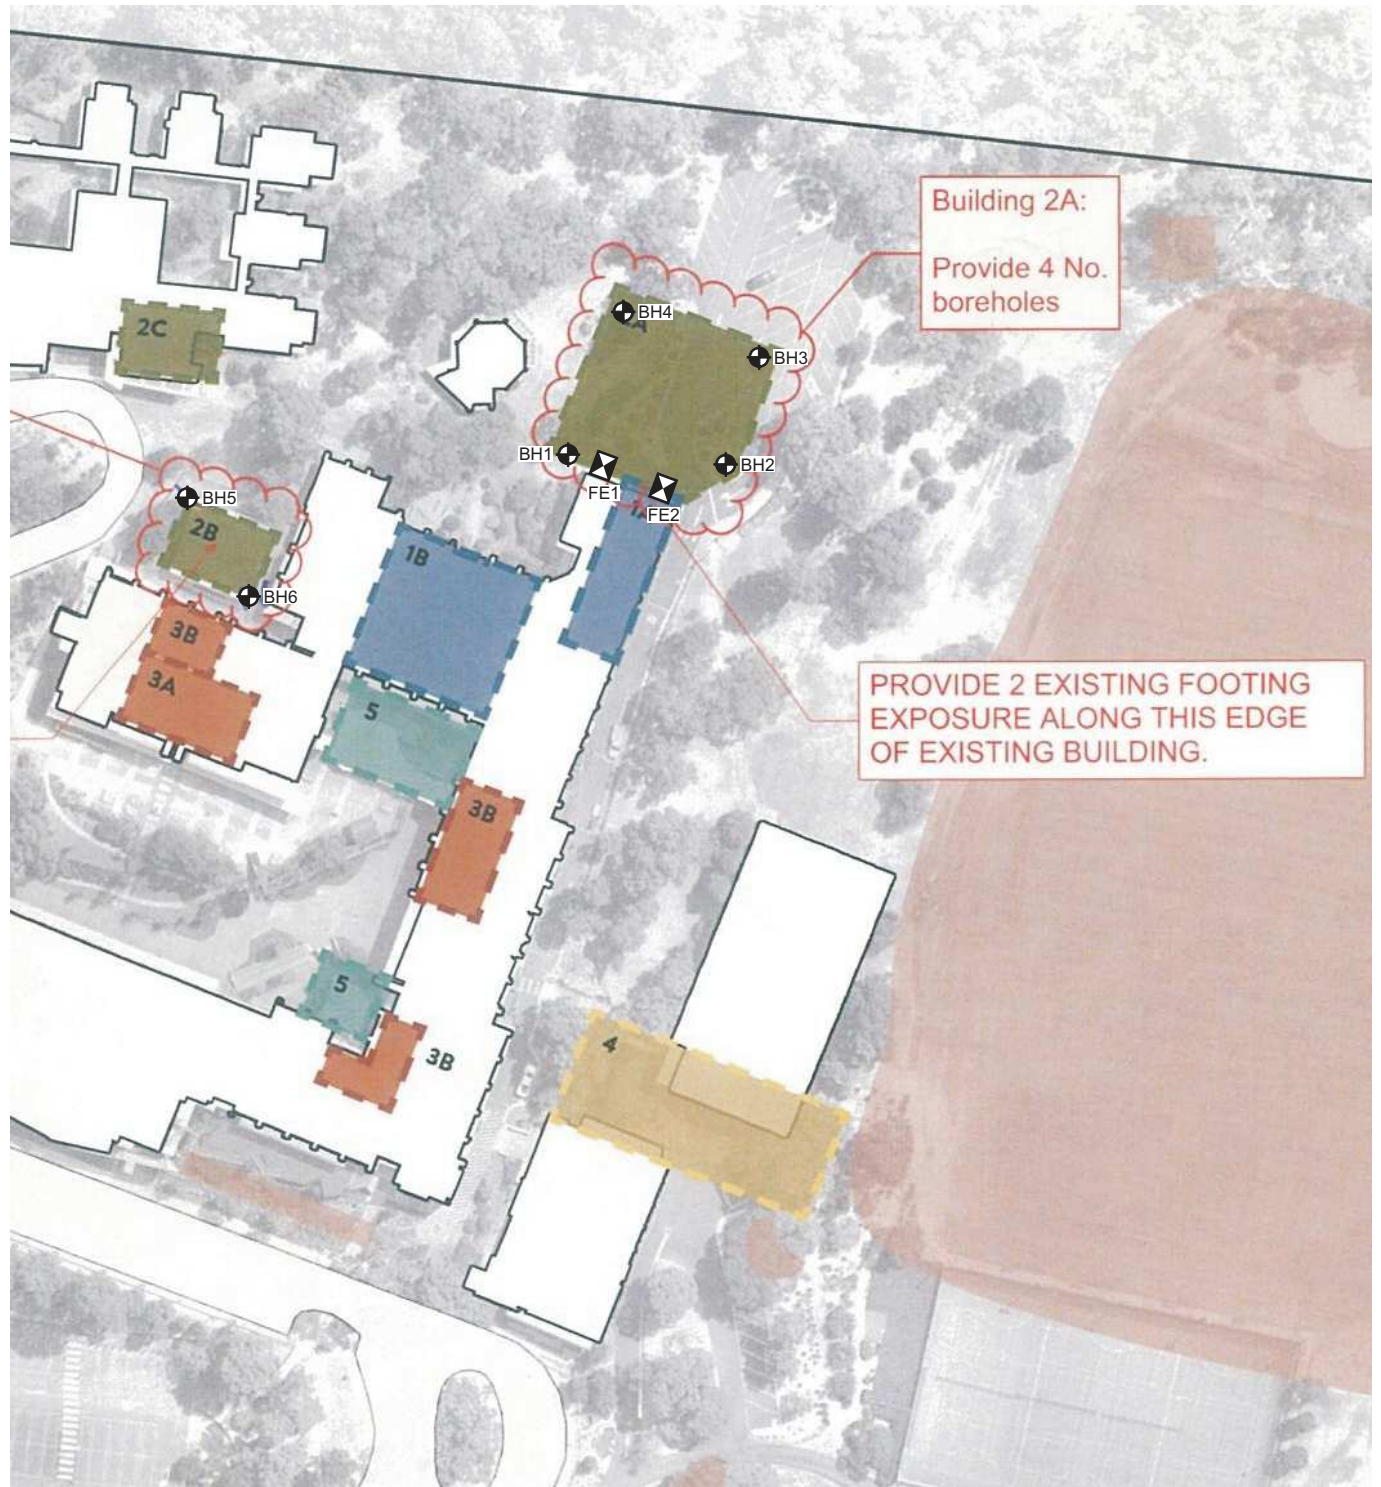 Building 2A:
Provide 4 No.
boreholes
2C
BH4
BH3
BH1
BH2
FE1
FE2
BH5
2B
BH6
1B
3B
3A
5
PROVIDE 2 EXISTING FOOTING
EXPOSURE ALONG THIS EDGE
OF EXISTING BUILDING.
3B
5
3B
4